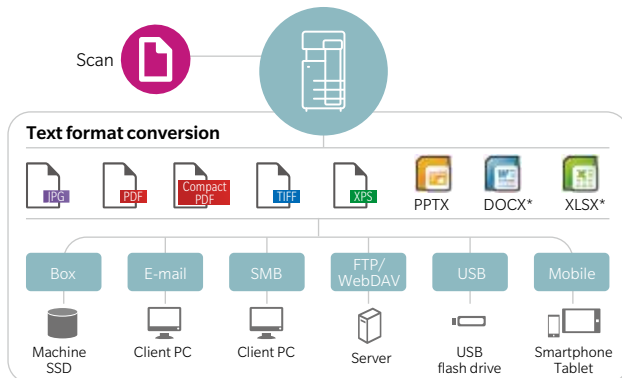 Scan
Text format conversion
JPG
PDF
Compact
PDF
TIFF
XPS
PPTX
DOCX*
XLSX*
Box
E-mail
SMB
FTP/
WebDAV
USB
Mobile
Machine
SSD
Client PC
Client PC
Server
USB
flash drive
Smartphone
Tablet